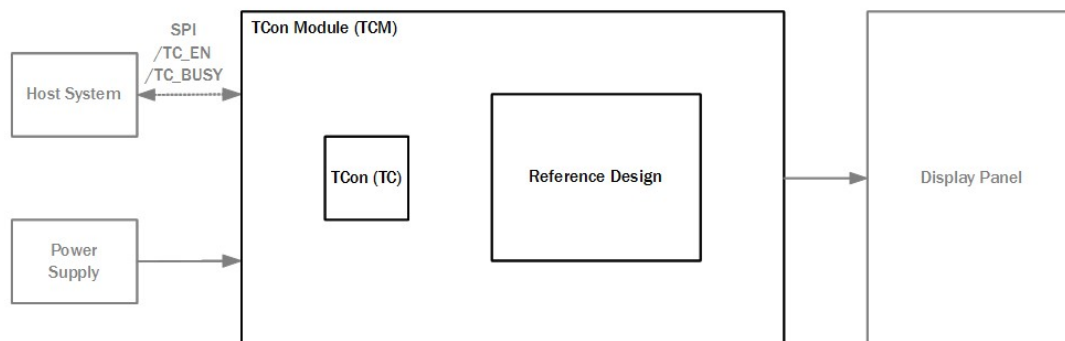 SPI
/TC_EN
/TC_BUSY
Host System
Power
Supply
TCon Module (TCM)
TCon (TC)
Reference Design
Display Panel